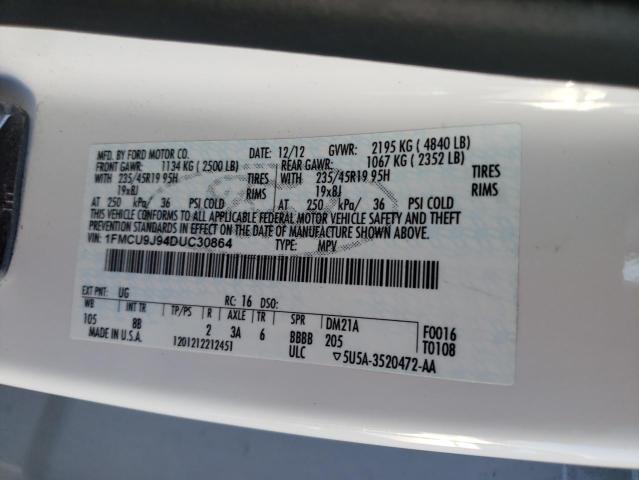 MFD. BY FORD MOTOR CO.
DATE: 12/12 GVWR: 2195 KG ( 4840 LB)
FRONT GAWR: 1134 KG ( 2500 LB) REAR GAWR: 1067 KG ( 2352 LB)
WITH 235/45R19 95H TIRES WITH 235/45R19 95H TIRES
19x8J RIMS 19x8J RIMS
AT 250 kPa/ 36 PSI COLD AT 250 kPa/ 36 PSI COLD
THIS VEHICLE CONFORMS TO ALL APPLICABLE FEDERAL MOTOR VEHICLE SAFETY AND BUMPER AND THEFT
PREVENTION STANDARDS IN EFFECT ON THE DATE OF MANUFACTURE SHOWN ABOVE.
VIN: 1FMCU9J94DUC30864 TYPE: MPV
EXT PNT: UG RC: 16 DSO:
WB INT TR TP/PS R AXLE TR SPR DM21A F0016
105 8B 2 3A 6 BBBB 205 T0108
MADE IN U.S.A. 1201212212451 ULC ▽5U5A-3520472-AA